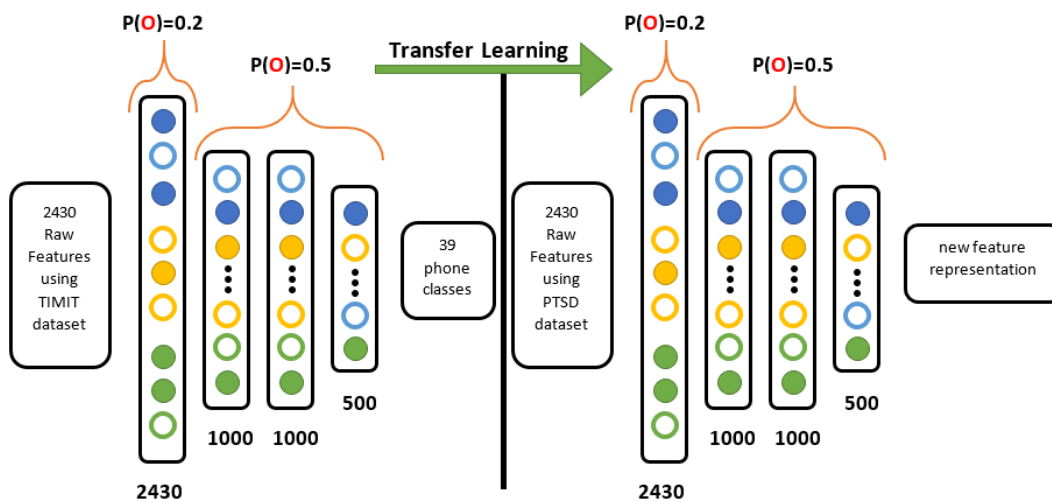 P(O)=0.2
P(O)=0.5
Transfer Learning
P(O)=0.2
P(O)=0.5
2430
Raw
Features
using
TIMIT
dataset
39
phone
classes
2430
Raw
Features
using
PTSD
dataset
new feature
representation
500
1000
1000
2430
500
1000
1000
2430